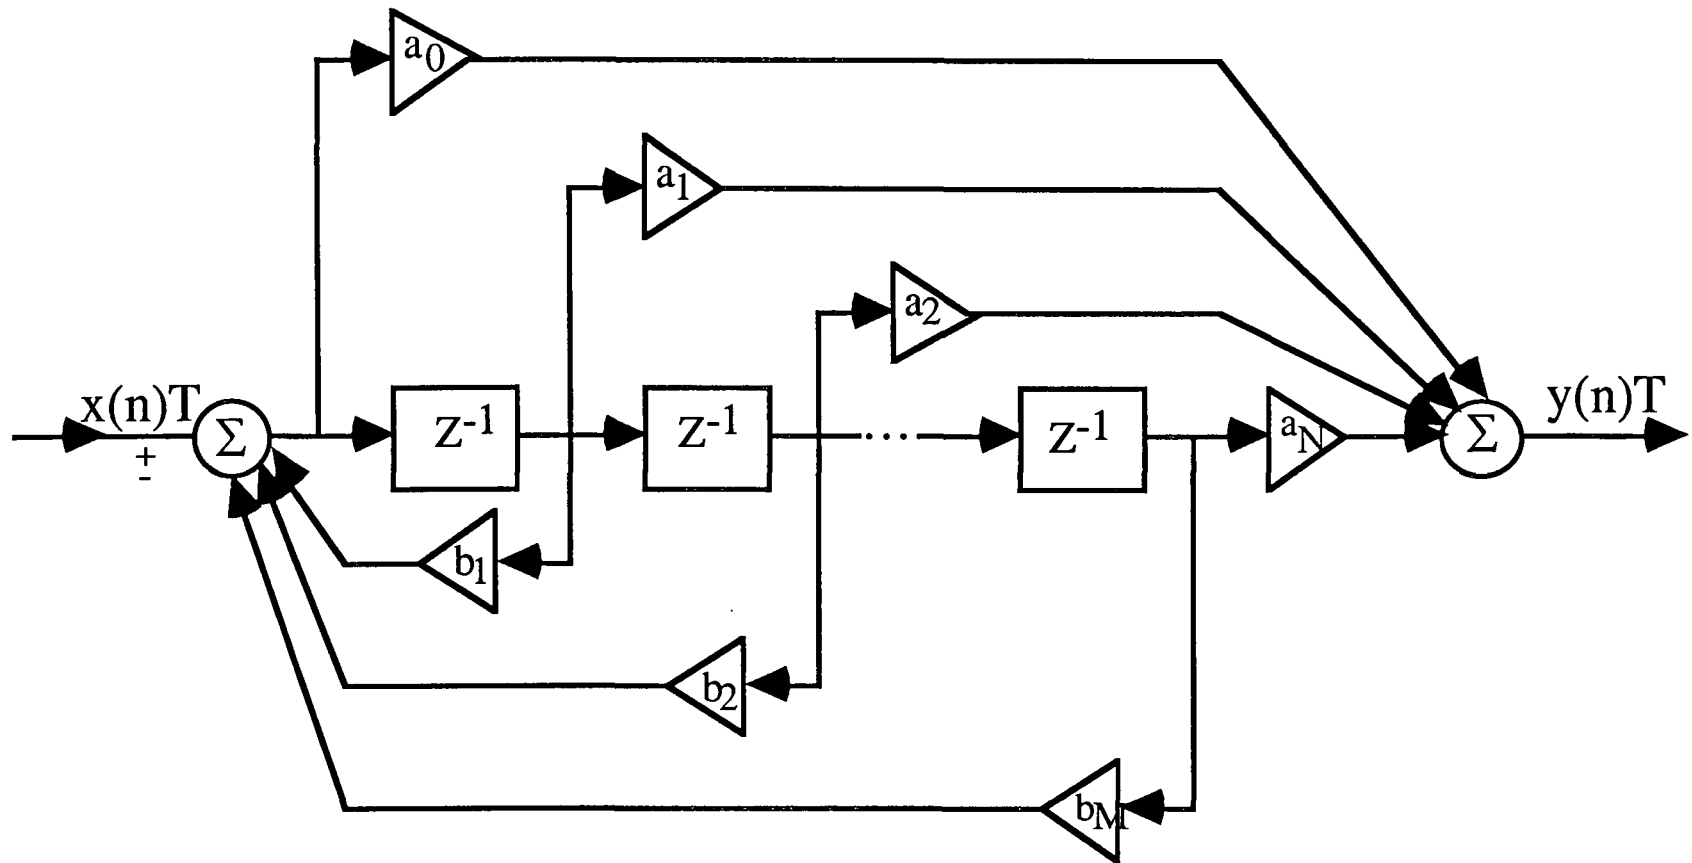 a0
a1
a2
x(n)T
+
-
Σ
Z-1
Z-1
...
Z-1
aN
Σ
y(n)T
b1
b2
bM